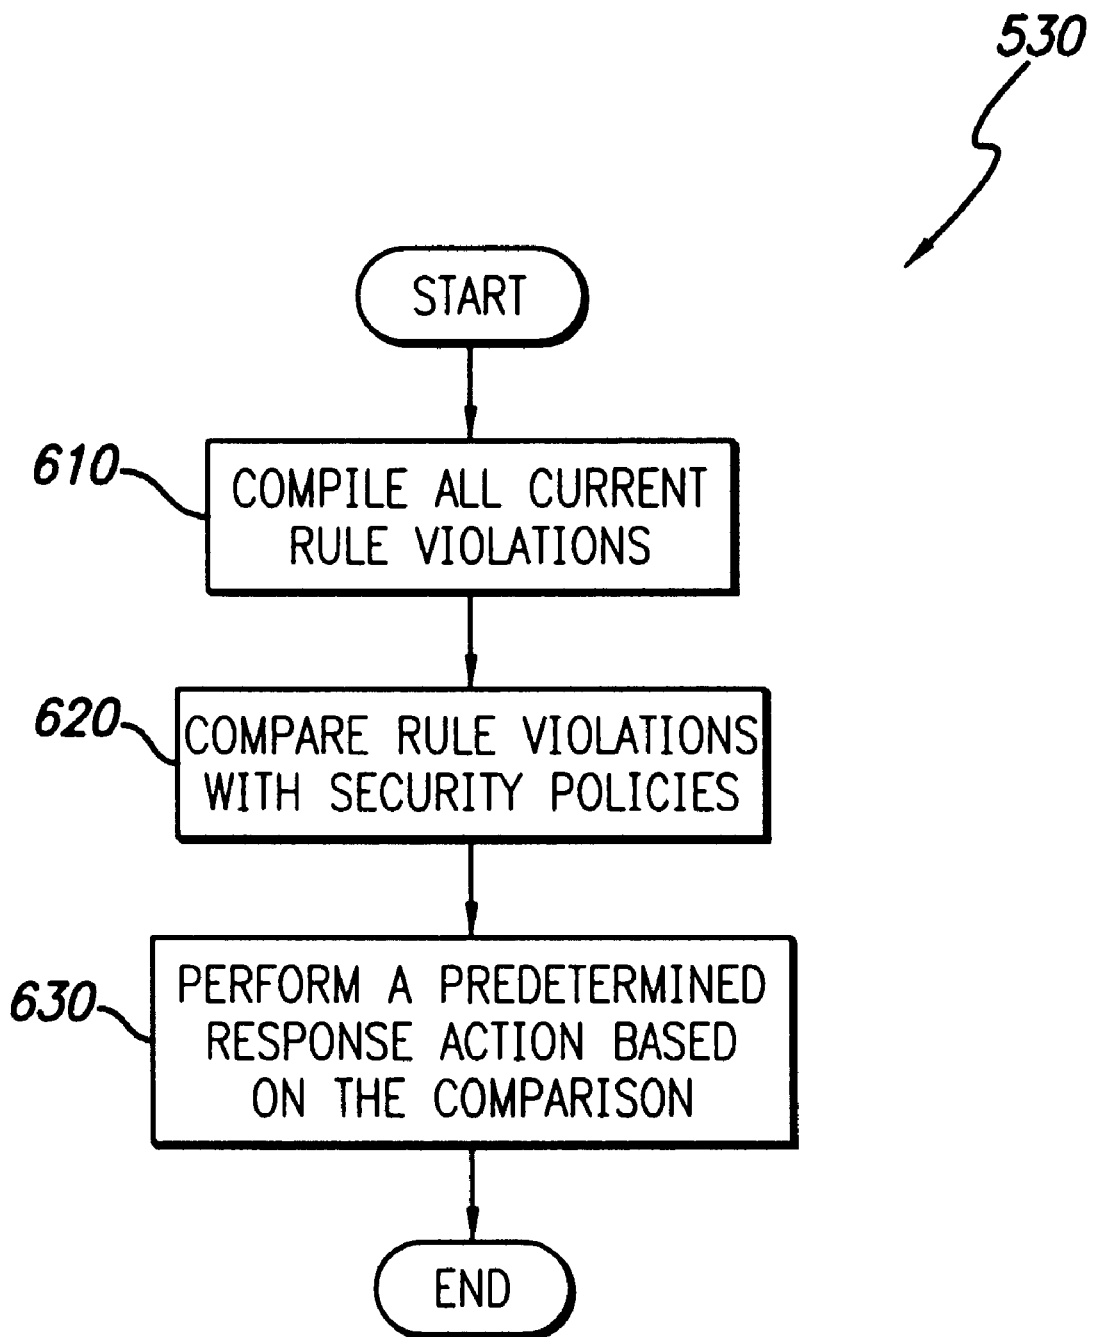 530
START
610
COMPILE ALL CURRENT
RULE VIOLATIONS
620
COMPARE RULE VIOLATIONS
WITH SECURITY POLICIES
630
PERFORM A PREDETERMINED
RESPONSE ACTION BASED
ON THE COMPARISON
END